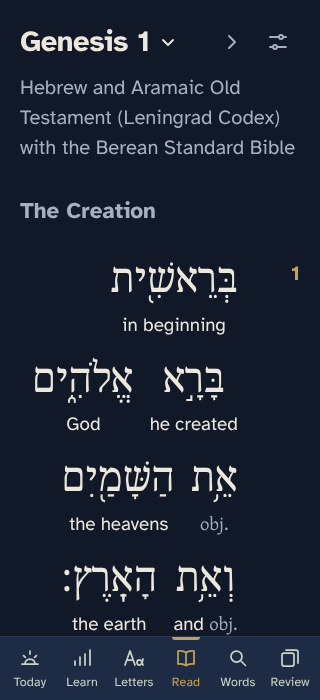 Genesis 1
Hebrew and Aramaic Old
Testament (Leningrad Codex)
with the Berean Standard Bible
The Creation
1
בְּרֵאשִׁ֖ית
in beginning
בָּרָ֣א אֱלֹהִ֑ים
he created God
אֵ֥ת הַשָּׁמַ֖יִם
obj. the heavens
וְאֵ֥ת הָאָֽרֶץ׃
and obj. the earth
Today Learn Letters Read Words Review